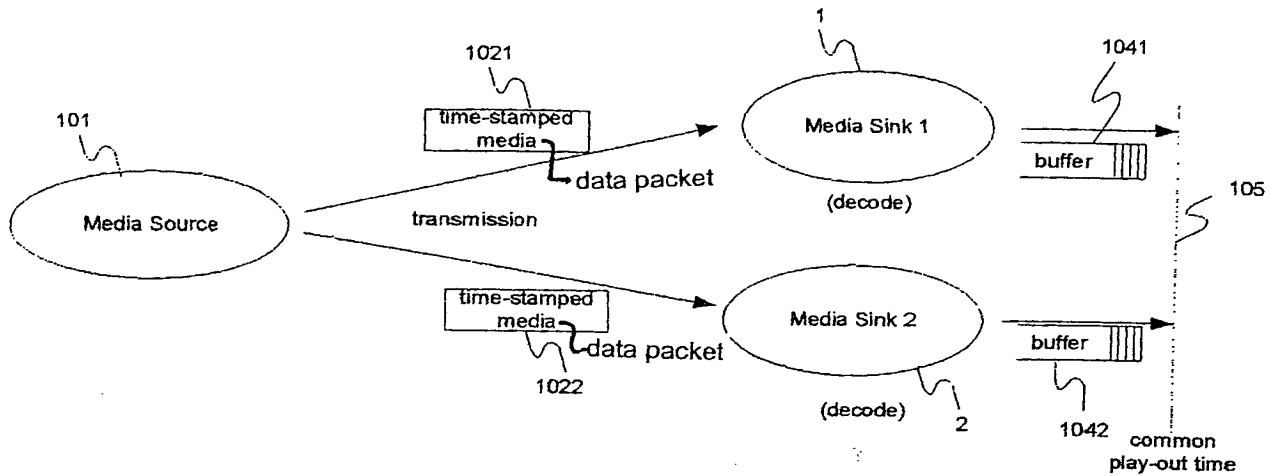 1
1021
1041
time-stamped
media
101
Media Sink 1
buffer
data packet
(decode)
105
Media Source
transmission
time-stamped
media
Media Sink 2
buffer
data packet
1022
(decode)
2
1042
common
play-out time